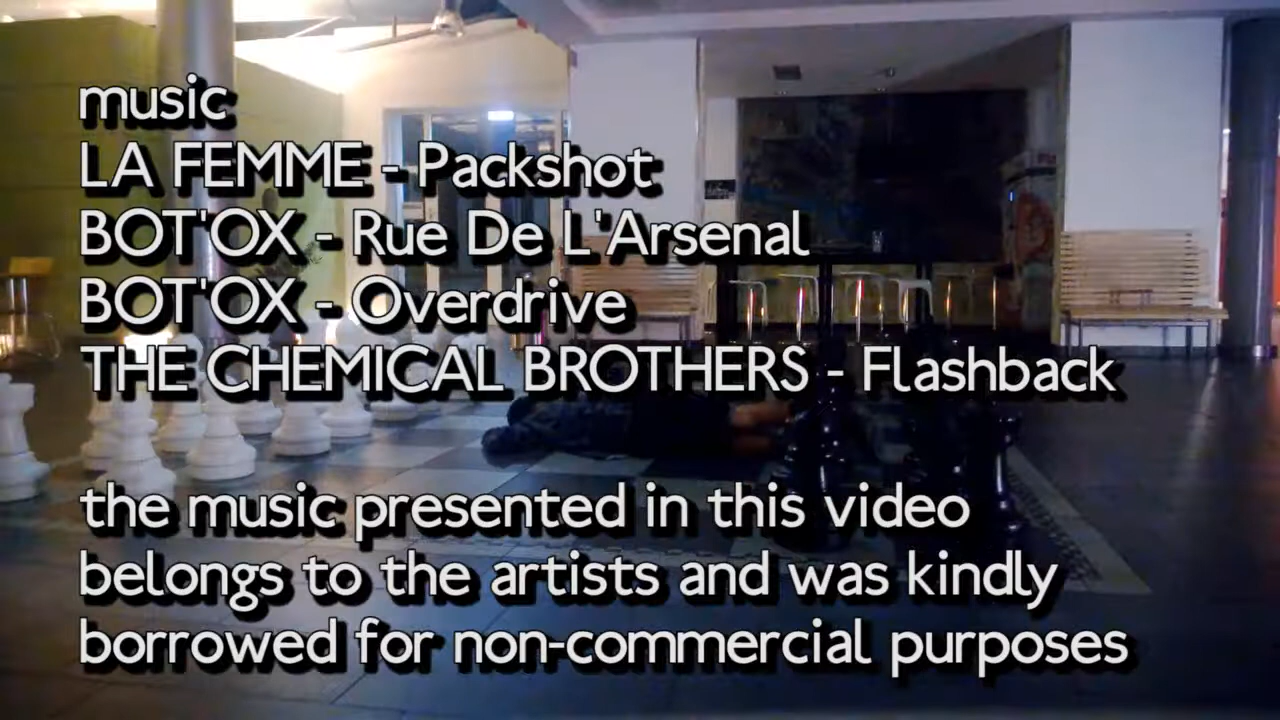 music
LA FEMME - Packshot
BOT'OX - Rue De L'Arsenal
BOT'OX - Overdrive
THE CHEMICAL BROTHERS - Flashback
the music presented in this video
belongs to the artists and was kindly
borrowed for non-commercial purposes